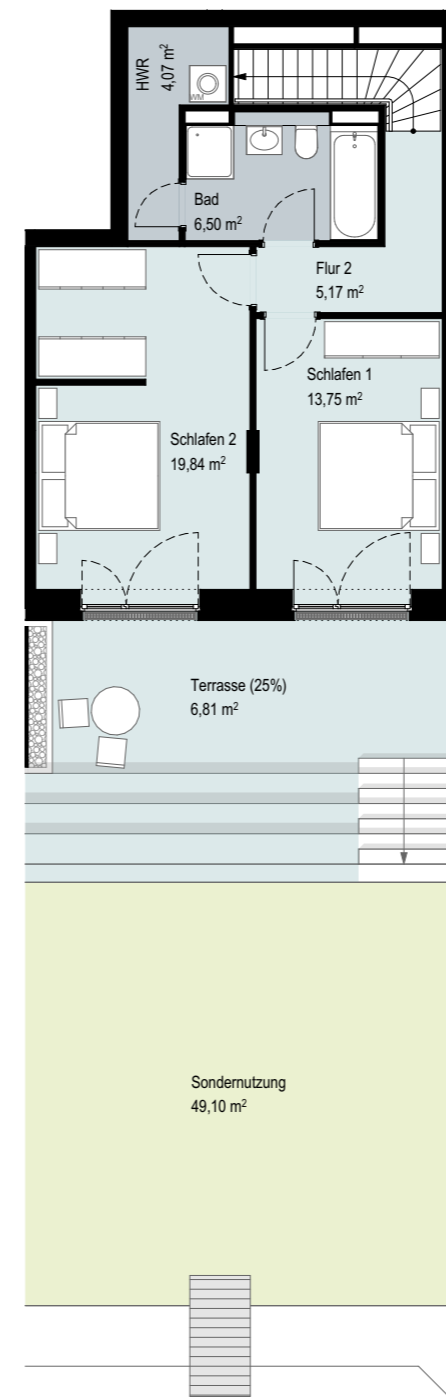 HWR
4,07 m²
WM
Bad
6,50 m²
Flur 2
5,17 m²
Schlafen 1
13,75 m²
Schlafen 2
19,84 m²
Terrasse (25%)
6,81 m²
Sondernutzung
49,10 m²